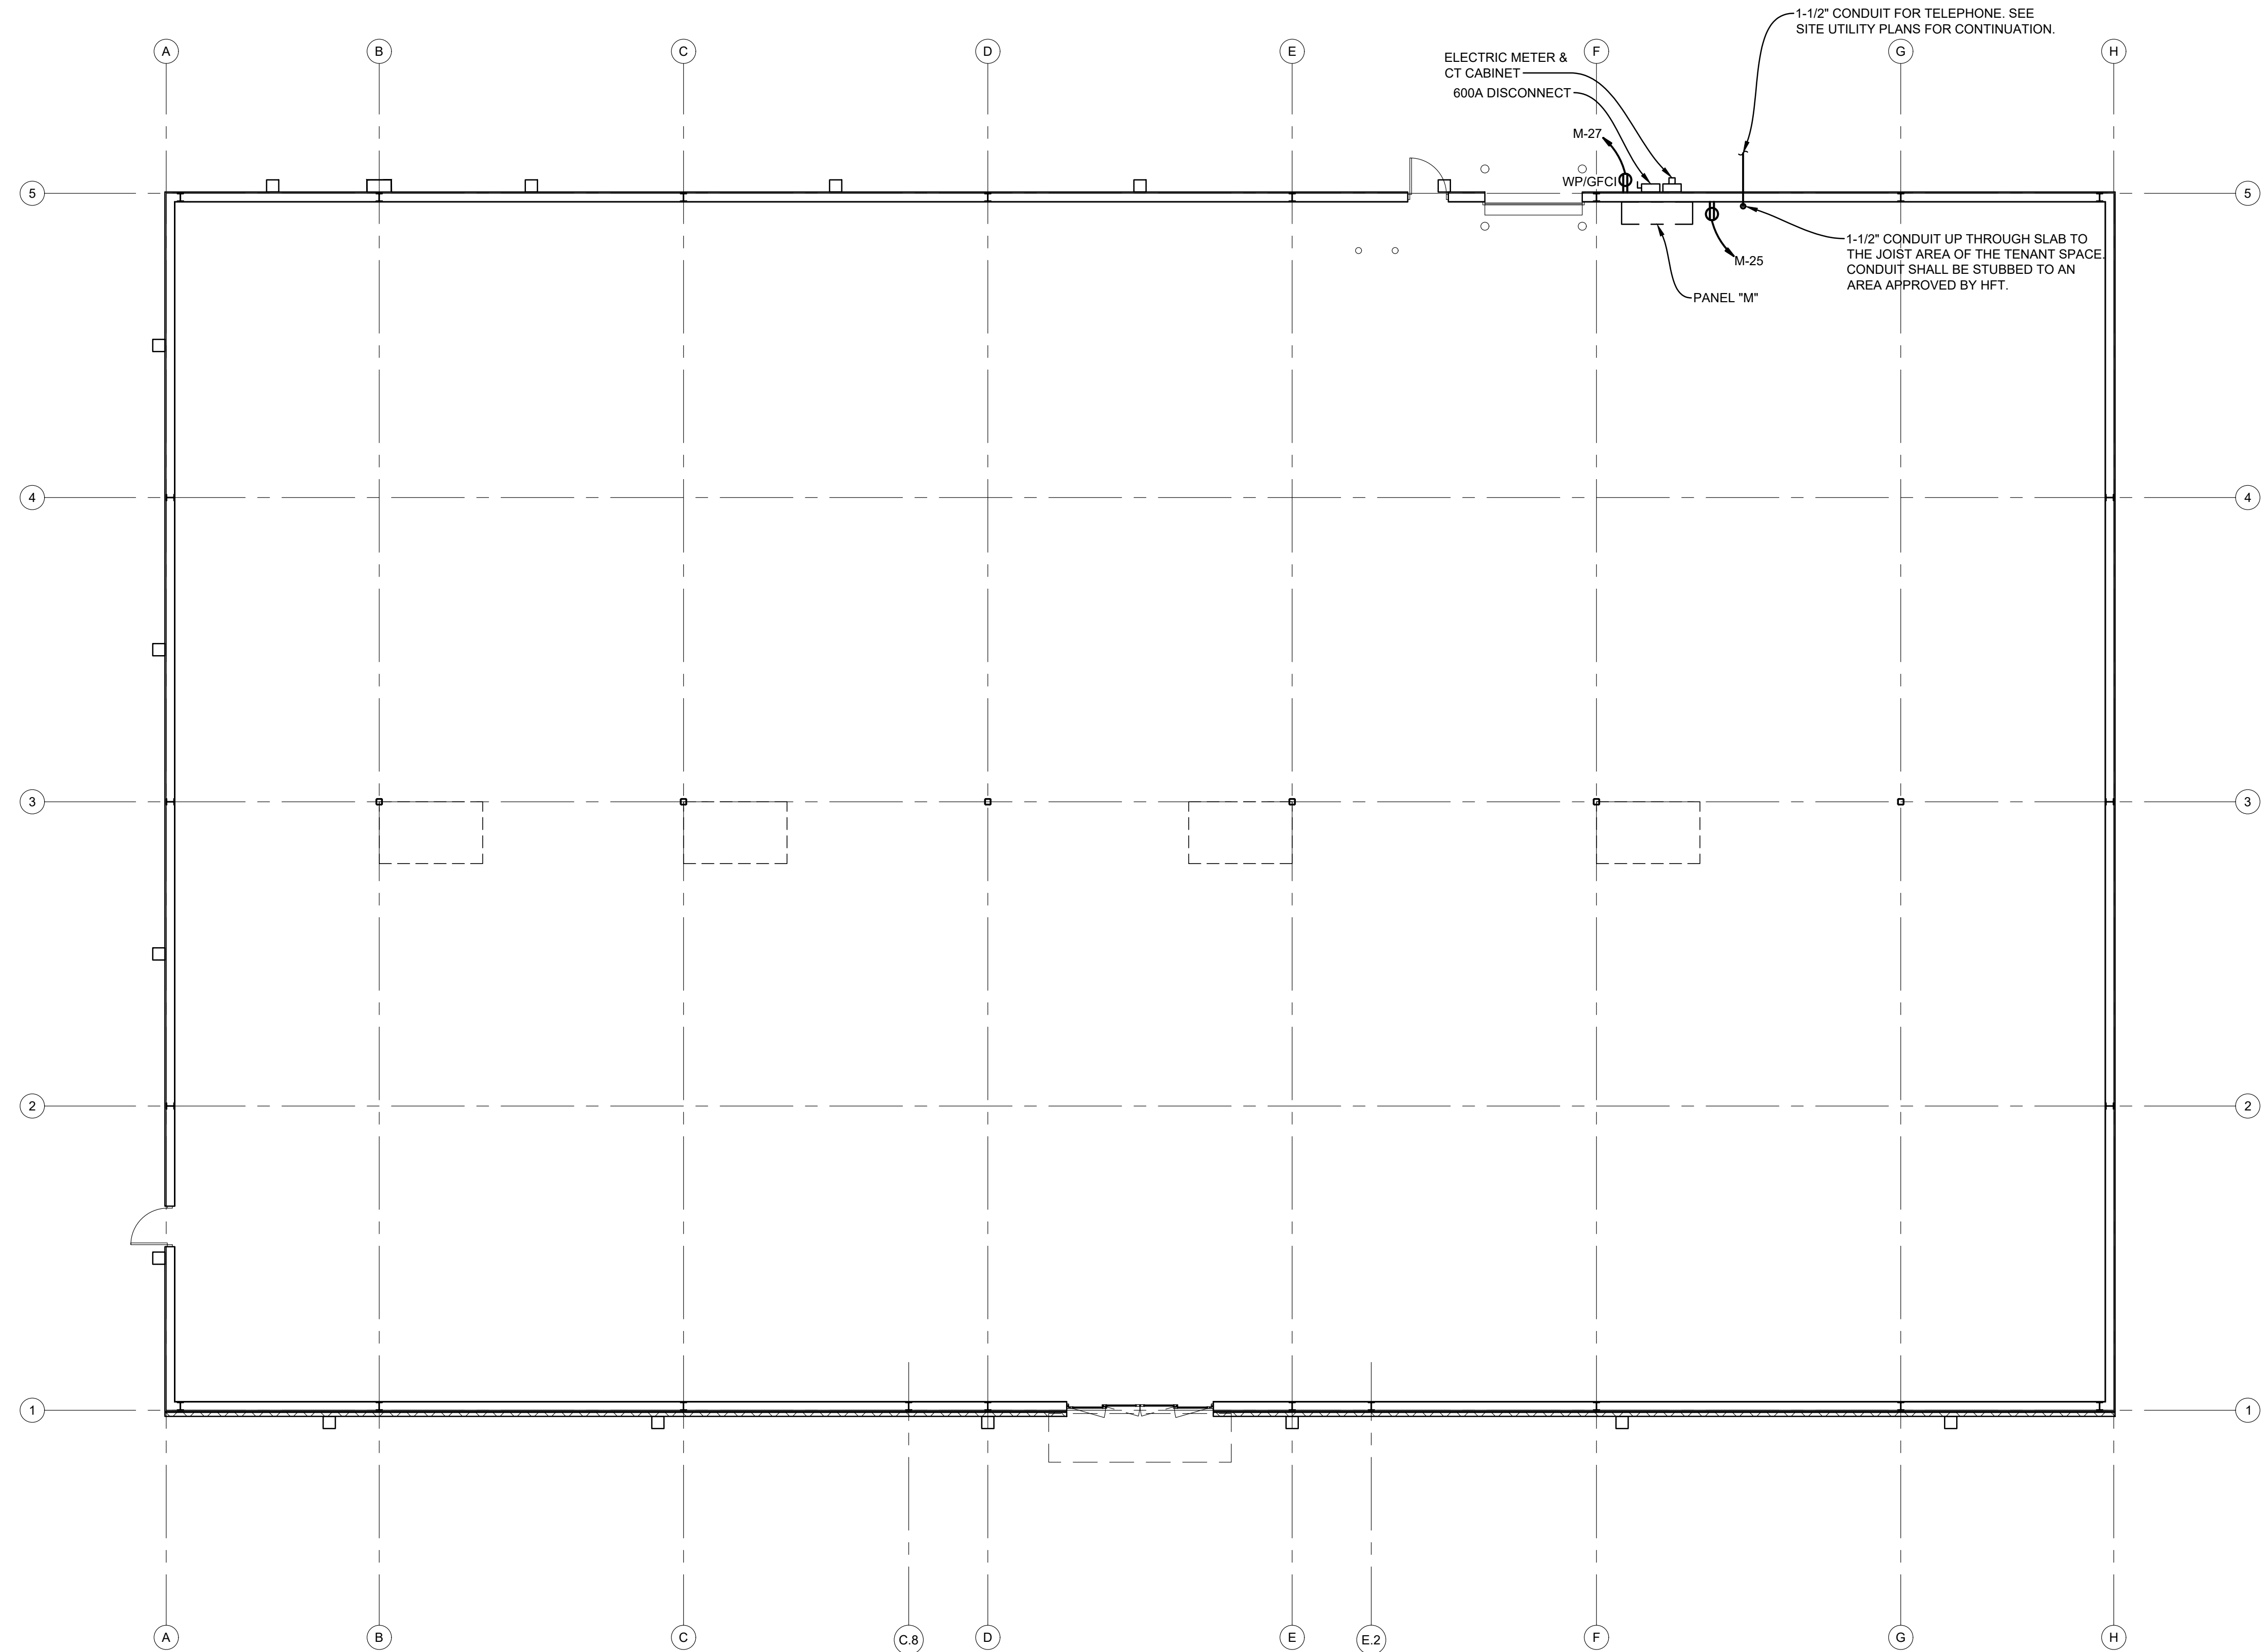 1-1/2" CONDUIT FOR TELEPHONE. SEE
SITE UTILITY PLANS FOR CONTINUATION.
A
B
C
D
E
F
G
H
ELECTRIC METER &
CT CABINET
600A DISCONNECT
M-27
WP/GFCI
5
5
1-1/2" CONDUIT UP THROUGH SLAB TO
THE JOIST AREA OF THE TENANT SPACE.
CONDUIT SHALL BE STUBBED TO AN
AREA APPROVED BY HFT.
M-25
PANEL "M"
4
4
3
3
2
2
1
1
A
B
C
C.8
D
E
E.2
F
G
H